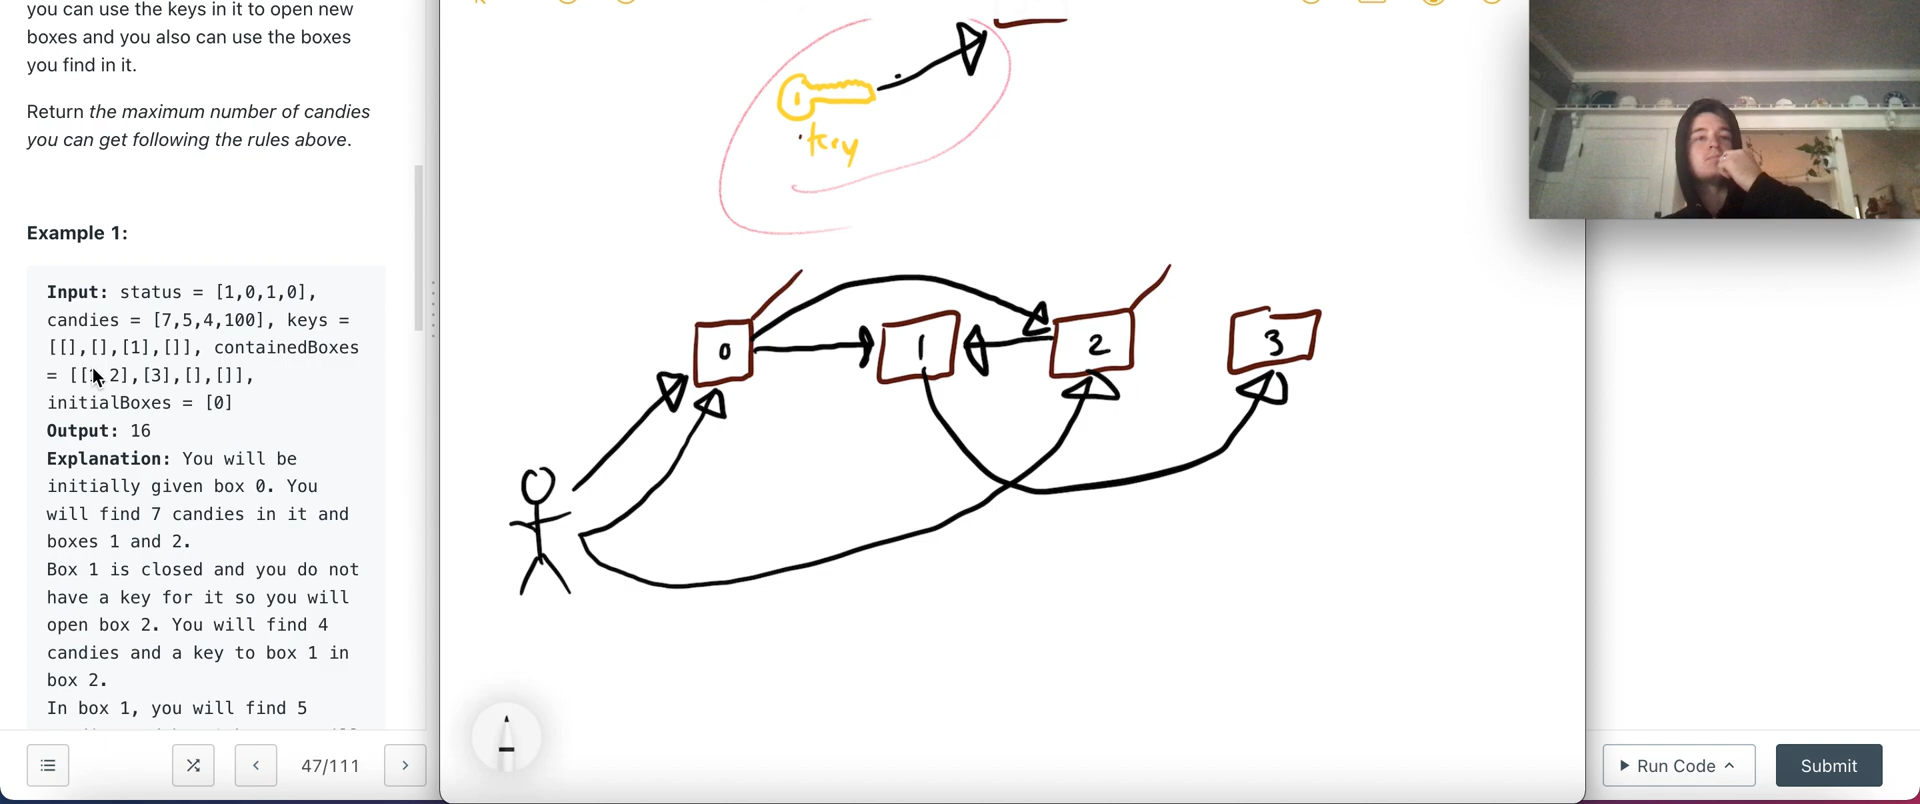 you can use the keys in it to open new
boxes and you also can use the boxes
you find in it.
Return the maximum number of candies
you can get following the rules above.
Example 1:
Input: status = [1,0,1,0],
candies = [7,5,4,100], keys =
[[],[],[1],[]], containedBoxes
= [[ 2],[3],[],[]],
initialBoxes = [0]
Output: 16
Explanation: You will be
initially given box 0. You
will find 7 candies in it and
boxes 1 and 2.
Box 1 is closed and you do not
have a key for it so you will
open box 2. You will find 4
candies and a key to box 1 in
box 2.
In box 1, you will find 5
47/111
key
0
1
2
3
Run Code
Submit